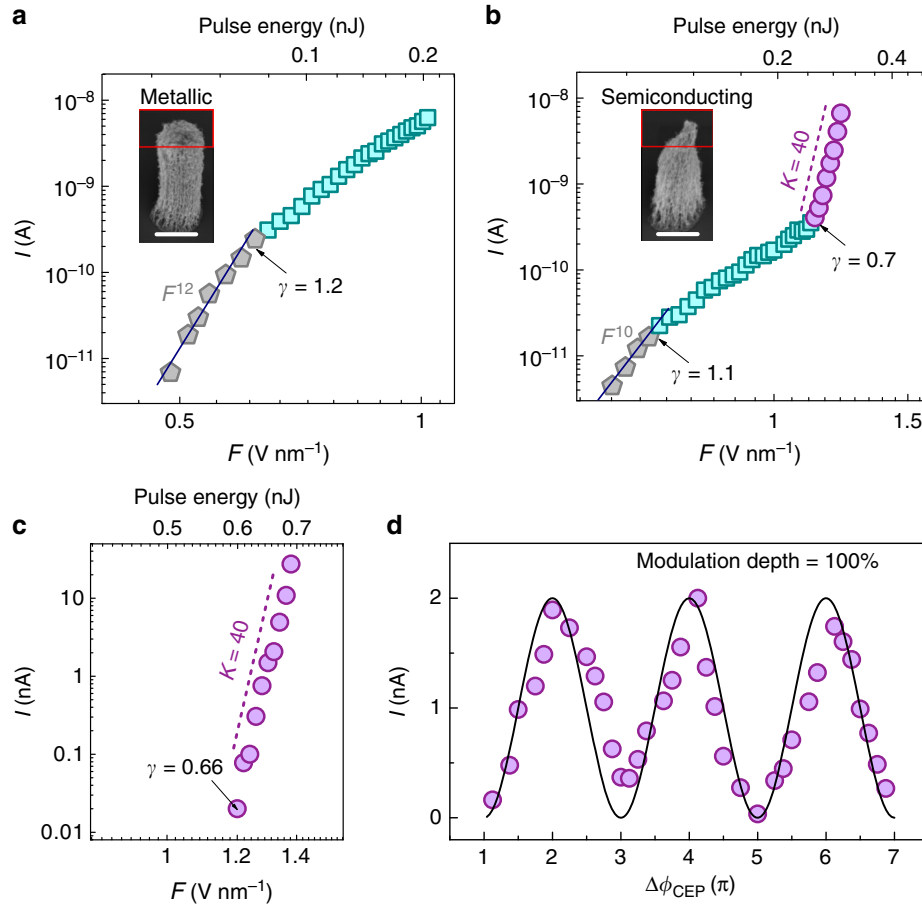 a
Pulse energy (nJ)
0.1 0.2
10⁻⁸
10⁻⁹
10⁻¹⁰
10⁻¹¹
I (A)
Metallic
F¹²
γ = 1.2
0.5 1
F (V nm⁻¹)
b
Pulse energy (nJ)
0.2 0.4
10⁻⁸
10⁻⁹
10⁻¹⁰
10⁻¹¹
I (A)
Semiconducting
K = 40
γ = 0.7
F¹⁰
γ = 1.1
1 1.5
F (V nm⁻¹)
c
Pulse energy (nJ)
0.5 0.6 0.7
10
1
0.1
0.01
I (nA)
K = 40
γ = 0.66
1 1.2 1.4
F (V nm⁻¹)
d
Modulation depth = 100%
2
1
0
I (nA)
1 2 3 4 5 6 7
Δϕ_CEP (π)